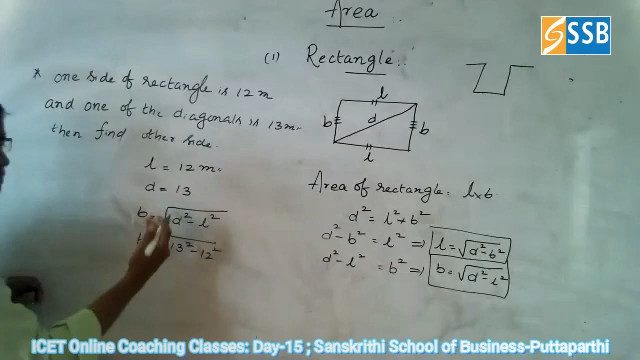 Area
SSB
(1) Rectangle.
* one side of rectangle is 12 m
and one of the diagonals is 13 m.
then find other side.
l = 12 m.
d = 13
b = √d² - l²
13² - 12²
l
b d b
l
Area of rectangle = l x b
d² = l² + b²
d² - b² = l² ⇒ l = √d² - b²
d² - l² = b² ⇒ b = √d² - l²
ICET Online Coaching Classes: Day-15 ; Sanskrithi School of Business-Puttaparthi